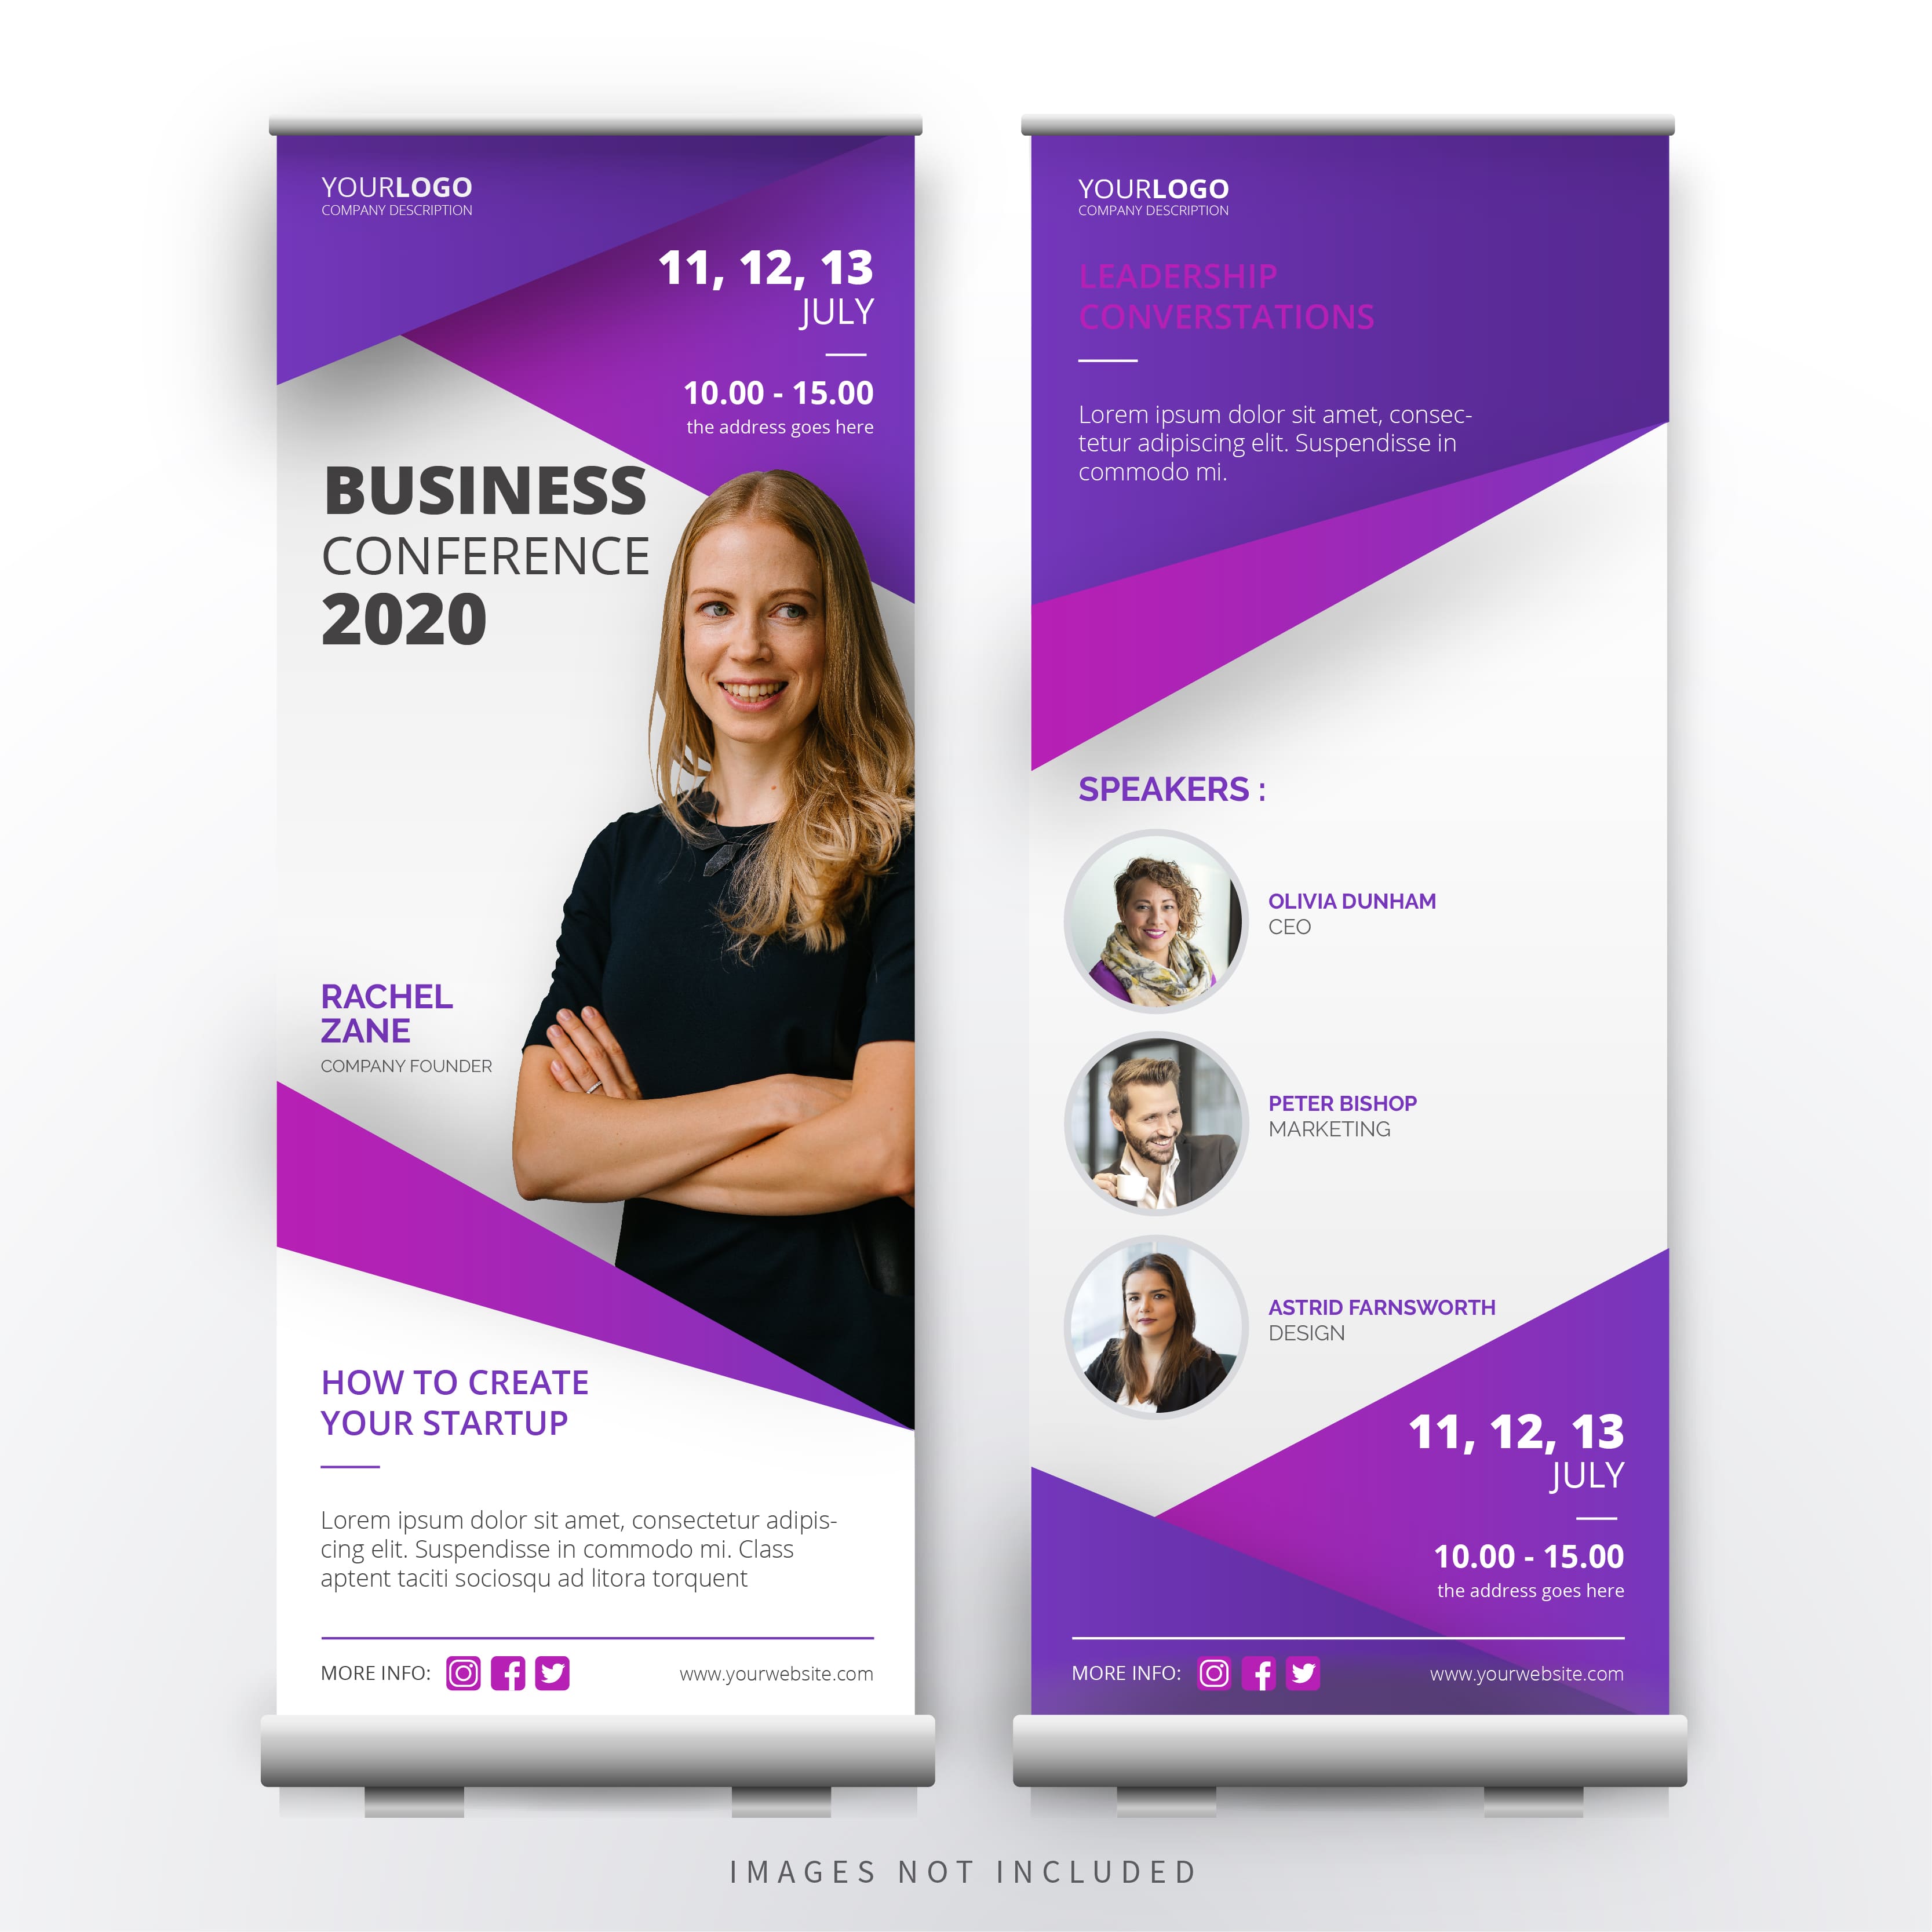 YOURLOGO
COMPANY DESCRIPTION
11, 12, 13
JULY
10.00 - 15.00
the address goes here
BUSINESS
CONFERENCE
2020
RACHEL
ZANE
COMPANY FOUNDER
HOW TO CREATE
YOUR STARTUP
Lorem ipsum dolor sit amet, consectetur adipis-
cing elit. Suspendisse in commodo mi. Class
aptent taciti sociosqu ad litora torquent
MORE INFO:
www.yourwebsite.com
YOURLOGO
COMPANY DESCRIPTION
LEADERSHIP
CONVERSTATIONS
Lorem ipsum dolor sit amet, consec-
tetur adipiscing elit. Suspendisse in
commodo mi.
SPEAKERS :
OLIVIA DUNHAM
CEO
PETER BISHOP
MARKETING
ASTRID FARNSWORTH
DESIGN
11, 12, 13
JULY
10.00 - 15.00
the address goes here
MORE INFO:
www.yourwebsite.com
IMAGES NOT INCLUDED